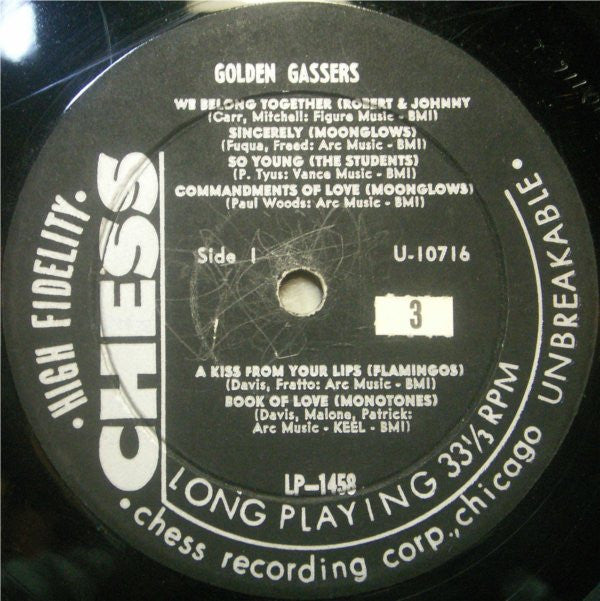 GOLDEN GASSERS
WE BELONG TOGETHER (ROBERT & JOHNNY
(Carr, Mitchell: Figure Music - BMI)
SINCERELY (MOONGLOWS)
(Fuqua, Freed: Arc Music - BMI)
SO YOUNG (THE STUDENTS)
(P. Tyus: Vance Music - BMI)
COMMANDMENTS OF LOVE (MOONGLOWS)
(Paul Woods: Arc Music - BMI)
Side 1 U-10716
3
A KISS FROM YOUR LIPS (FLAMINGOS)
(Davis, Fratto: Arc Music - BMI)
BOOK OF LOVE (MONOTONES)
(Davis, Malone, Patrick:
Arc Music - KEEL - BMI)
LP-1458
CHESS
LONG PLAYING 33⅓ RPM
• HIGH FIDELITY •
• chess recording corp., chicago UNBREAKABLE •